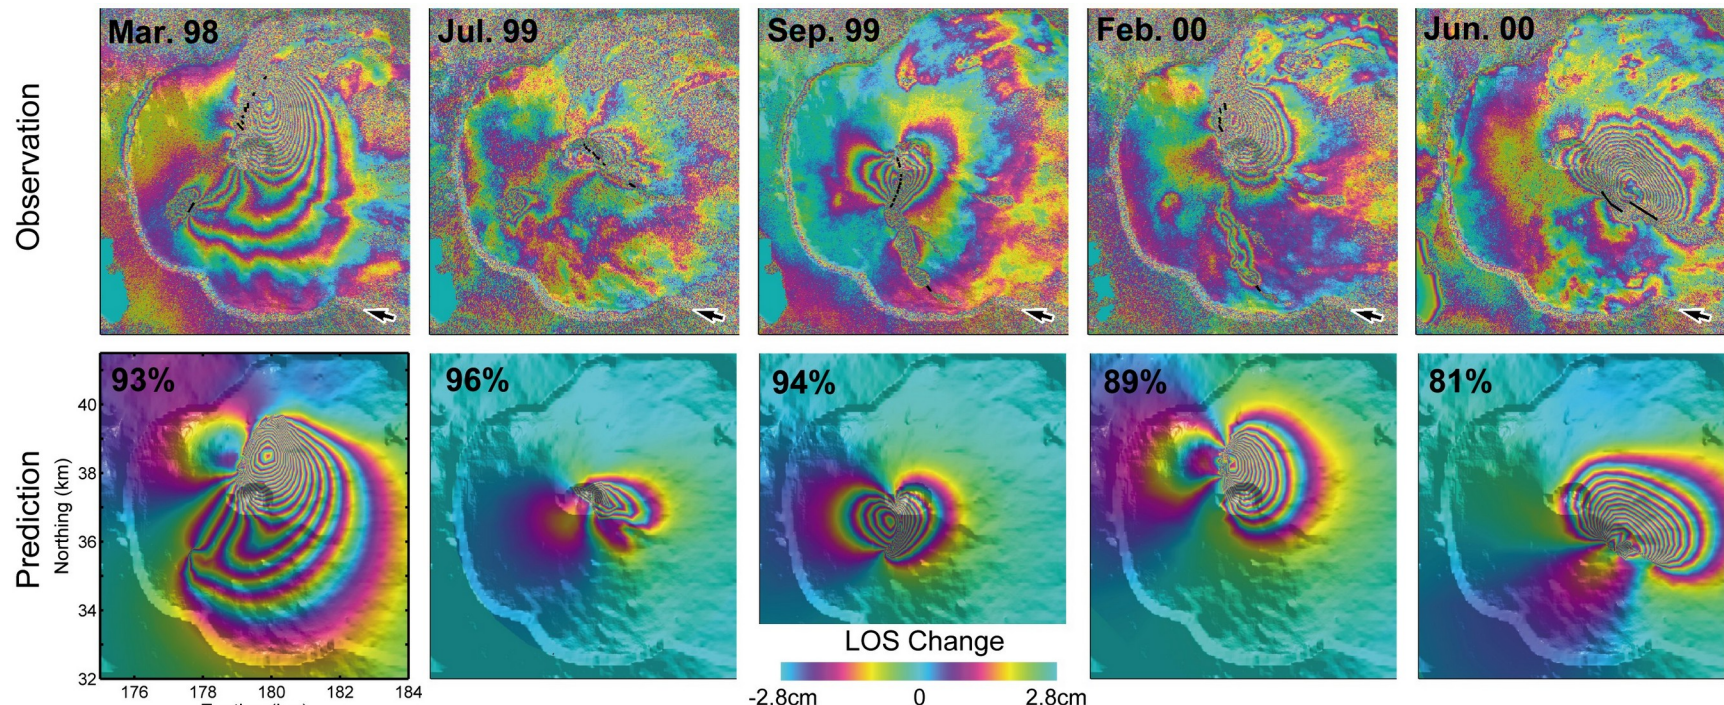 Observation
Mar. 98
Jul. 99
Sep. 99
Feb. 00
Jun. 00
Prediction
Northing (km)
93%
96%
94%
89%
81%
40
38
36
34
32
176
178
180
182
184
LOS Change
-2.8cm
0
2.8cm